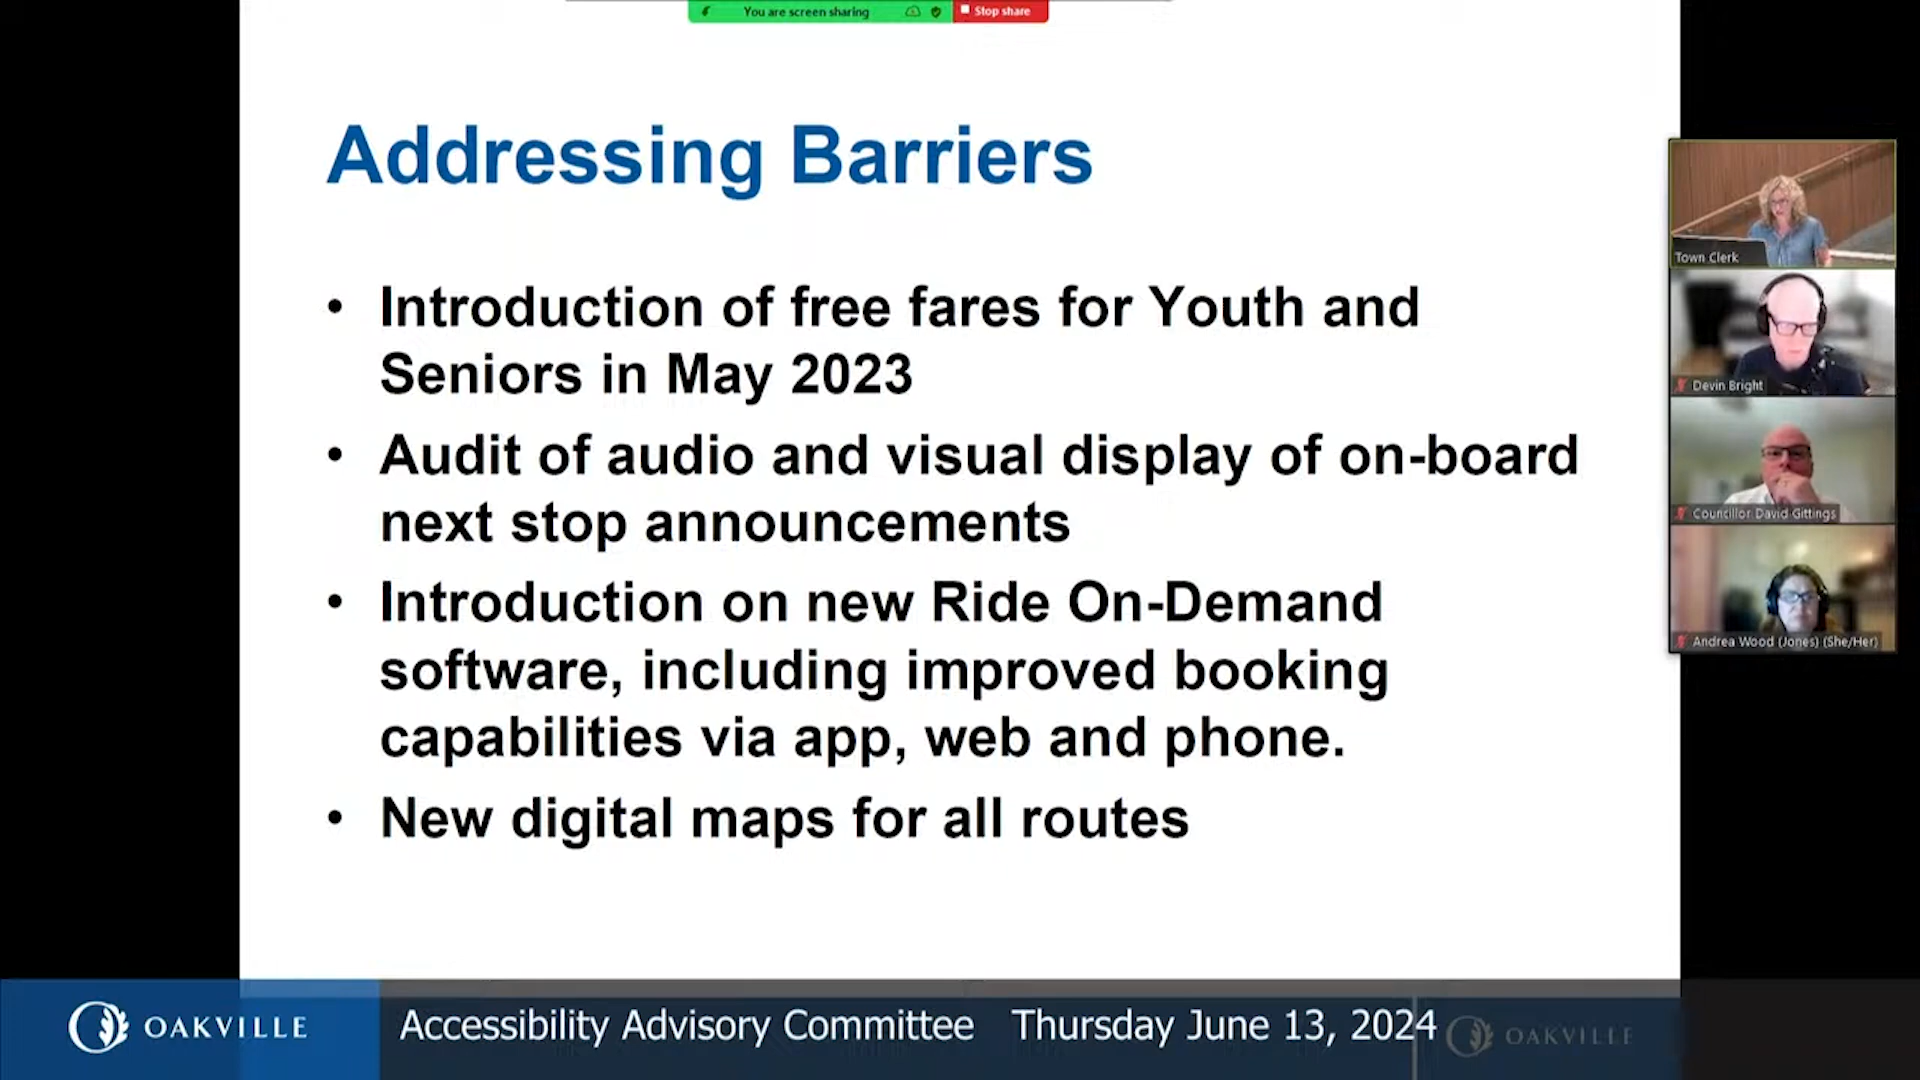 You are screen sharing
Stop share
Addressing Barriers
• Introduction of free fares for Youth and
Seniors in May 2023
• Audit of audio and visual display of on-board
next stop announcements
• Introduction on new Ride On-Demand
software, including improved booking
capabilities via app, web and phone.
• New digital maps for all routes
Town Clerk
Devin Bright
Councillor David Gittings
Andrea Wood (Jones) (She/Her)
OAKVILLE
Accessibility Advisory Committee Thursday June 13, 2024
OAKVILLE